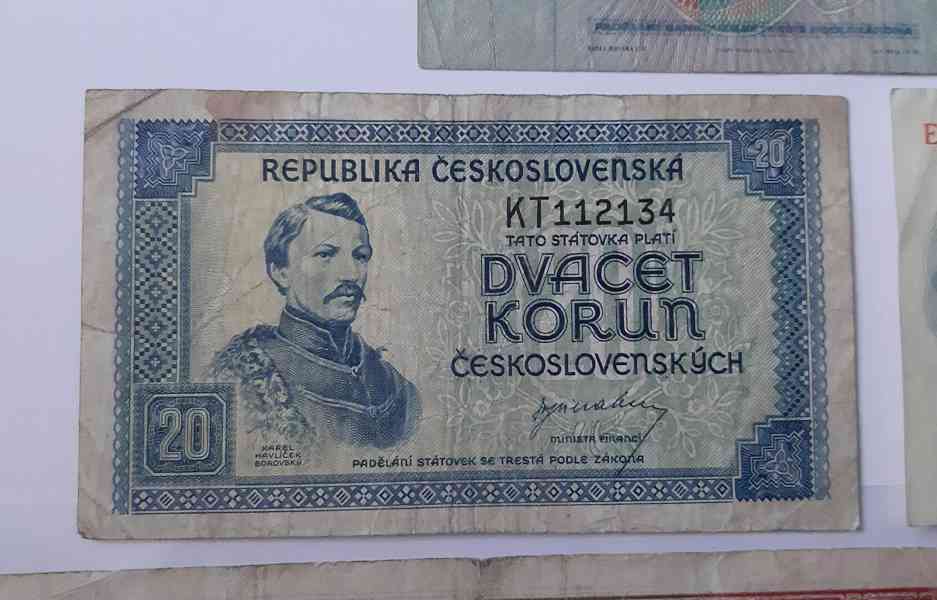 20
REPUBLIKA ČESKOSLOVENSKÁ
KT112134
TATO STÁTOVKA PLATÍ
DVACET
KORUN
ČESKOSLOVENSKÝCH
MINISTR FINANCÍ
20
KAREL
HAVLÍČEK
BOROVSKÝ
PADĚLÁNÍ STÁTOVEK SE TRESTÁ PODLE ZÁKONA
E